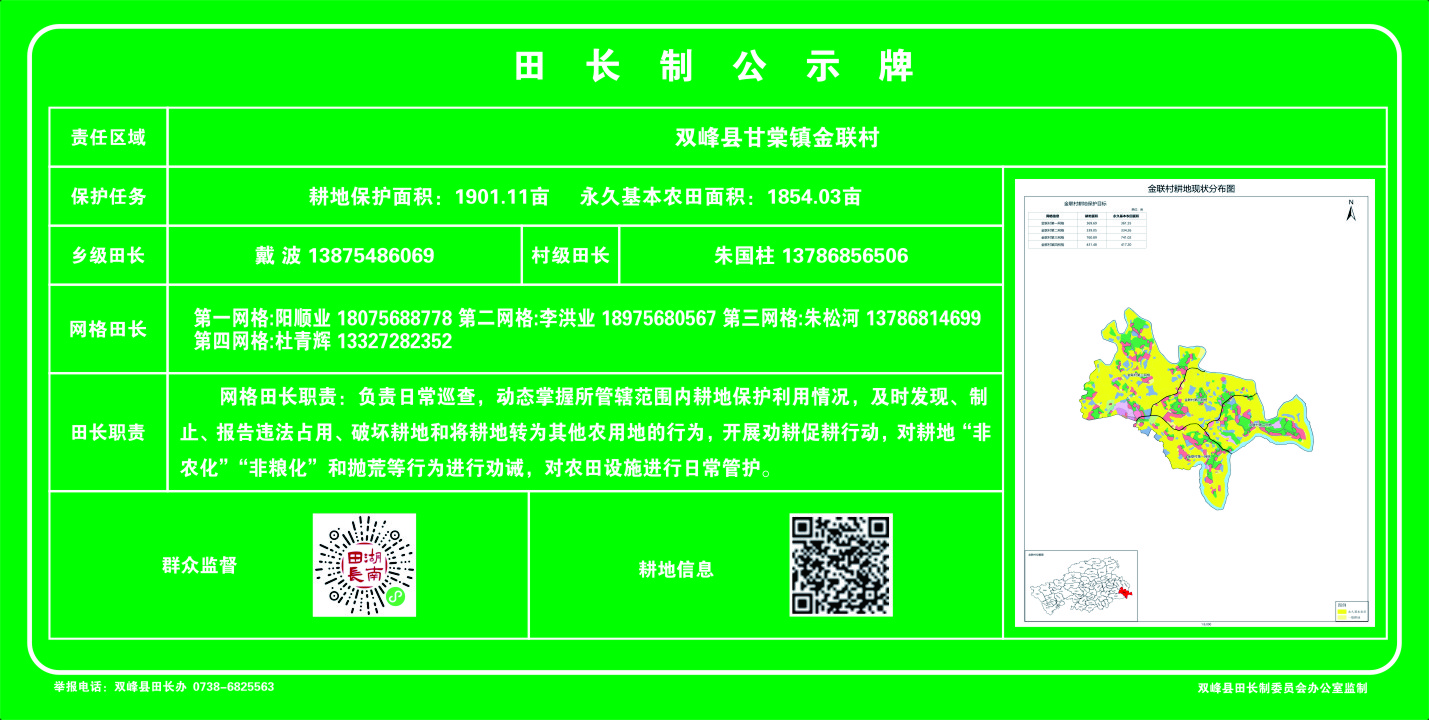 田长制公示牌
责任区域
双峰县甘棠镇金联村
保护任务
耕地保护面积：1901.11亩 永久基本农田面积：1854.03亩
乡级田长
戴 波 13875486069
村级田长
朱国柱 13786856506
网格田长
第一网格:阳顺业 18075688778 第二网格:李洪业 18975680567 第三网格:朱松河 13786814699
第四网格:杜青辉 13327282352
田长职责
网格田长职责：负责日常巡查，动态掌握所管辖范围内耕地保护利用情况，及时发现、制
止、报告违法占用、破坏耕地和将耕地转为其他农用地的行为，开展劝耕促耕行动，对耕地“非
农化”“非粮化”和抛荒等行为进行劝诫，对农田设施进行日常管护。
群众监督
湖南
田長
耕地信息
金联村耕地现状分布图
金联村耕地保护目标
N
举报电话：双峰县田长办 0738-6825563
双峰县田长制委员会办公室监制